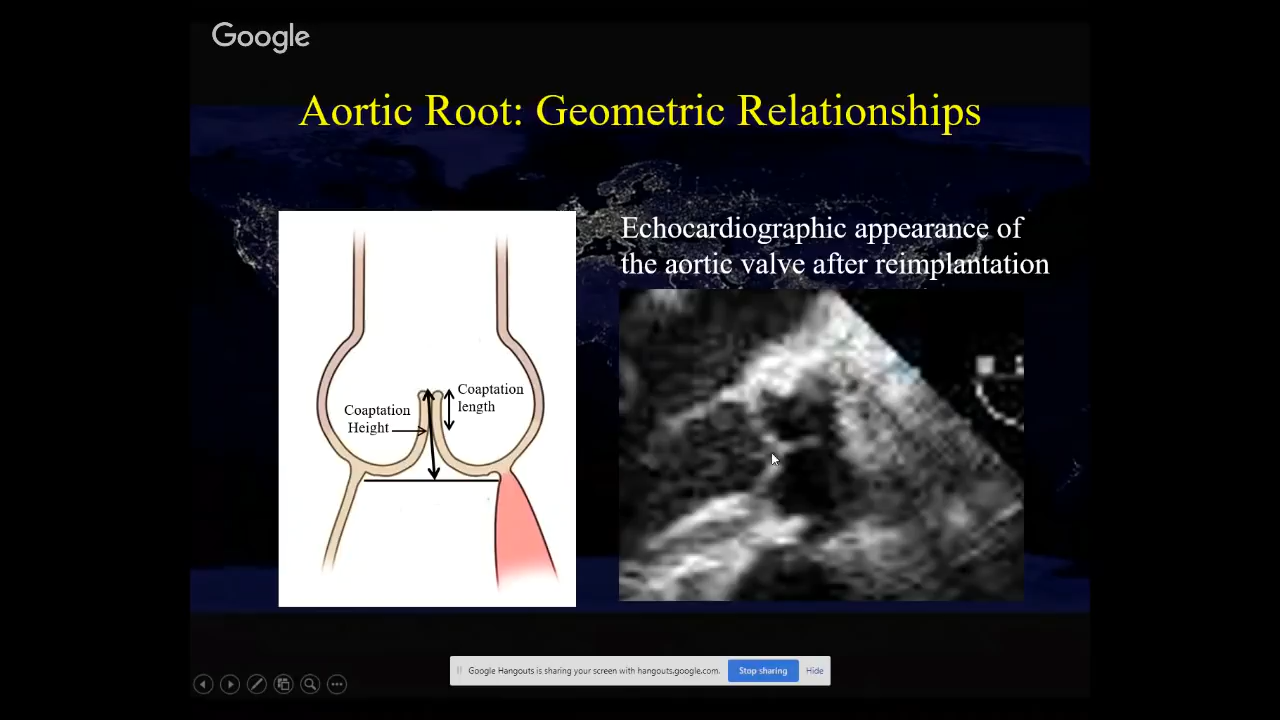 Google
Aortic Root: Geometric Relationships
Echocardiographic appearance of
the aortic valve after reimplantation
Coaptation
length
Coaptation
Height
Google Hangouts is sharing your screen with hangouts.google.com.
Stop sharing
Hide